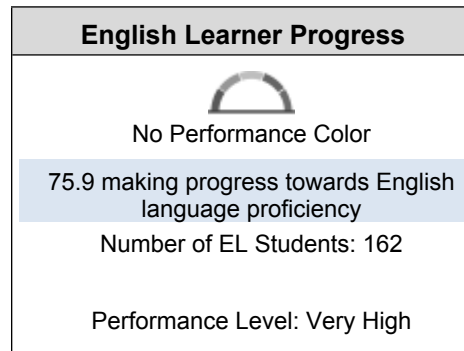 English Learner Progress
No Performance Color
75.9 making progress towards English
language proficiency
Number of EL Students: 162
Performance Level: Very High